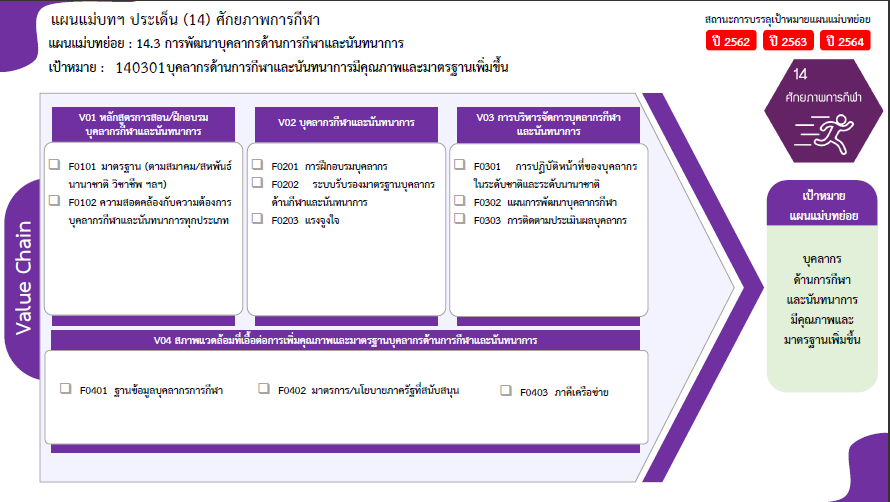 แผนแม่บทฯ ประเด็น (14) ศักยภาพการกีฬา
แผนแม่บทย่อย : 14.3 การพัฒนาบุคลากรด้านการกีฬาและนันทนาการ
เป้าหมาย : 140301บุคลากรด้านการกีฬาและนันทนาการมีคุณภาพและมาตรฐานเพิ่มขึ้น
สถานะการบรรลุเป้าหมายแผนแม่บทย่อย
ปี 2562 ปี 2563 ปี 2564
14
ศักยภาพการกีฬา
Value Chain
V01 หลักสูตรการสอน/ฝึกอบรม
บุคลากรกีฬาและนันทนาการ
F0101 มาตรฐาน (ตามสมาคม/สหพันธ์
นานาชาติ วิชาชีพ ฯลฯ)
F0102 ความสอดคล้องกับความต้องการ
บุคลากรกีฬาและนันทนาการทุกประเภท
V02 บุคลากรกีฬาและนันทนาการ
F0201 การฝึกอบรมบุคลากร
F0202 ระบบรับรองมาตรฐานบุคลากร
ด้านกีฬาและนันทนาการ
F0203 แรงจูงใจ
V03 การบริหารจัดการบุคลากรกีฬา
และนันทนาการ
F0301 การปฏิบัติหน้าที่ของบุคลากร
ในระดับชาติและระดับนานาชาติ
F0302 แผนการพัฒนาบุคลากรกีฬา
F0303 การติดตามประเมินผลบุคลากร
V04 สภาพแวดล้อมที่เอื้อต่อการเพิ่มคุณภาพและมาตรฐานบุคลากรด้านการกีฬาและนันทนาการ
F0401 ฐานข้อมูลบุคลากรการกีฬา
F0402 มาตรการ/นโยบายภาครัฐที่สนับสนุน
F0403 ภาคีเครือข่าย
เป้าหมาย
แผนแม่บทย่อย
บุคลากร
ด้านการกีฬา
และนันทนาการ
มีคุณภาพและ
มาตรฐานเพิ่มขึ้น